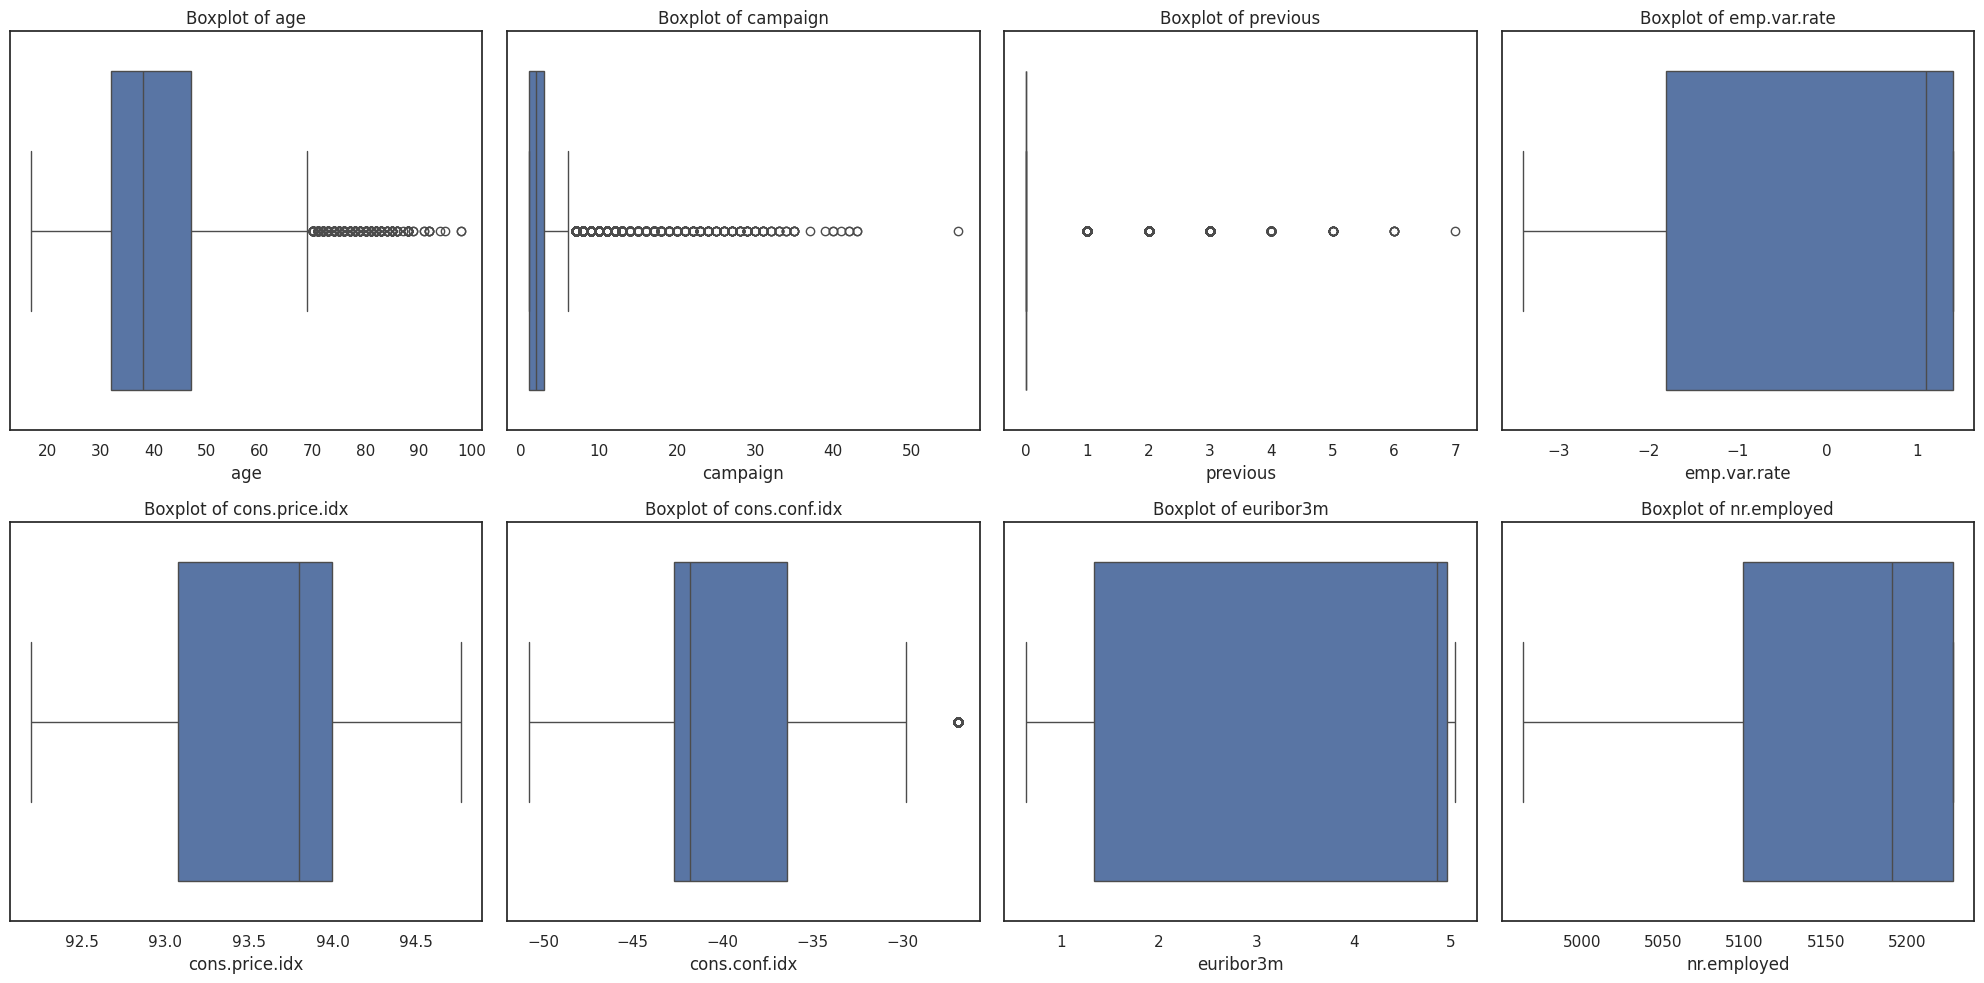 Boxplot of age
Boxplot of campaign
Boxplot of previous
Boxplot of emp.var.rate
20 30 40 50 60 70 80 90 100
0 10 20 30 40 50
0 1 2 3 4 5 6 7
−3 −2 −1 0 1
age
campaign
previous
emp.var.rate
Boxplot of cons.price.idx
Boxplot of cons.conf.idx
Boxplot of euribor3m
Boxplot of nr.employed
92.5 93.0 93.5 94.0 94.5
−50 −45 −40 −35 −30
1 2 3 4 5
5000 5050 5100 5150 5200
cons.price.idx
cons.conf.idx
euribor3m
nr.employed